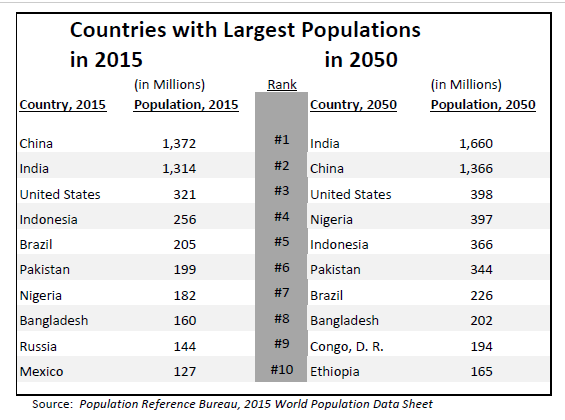 Countries with Largest Populations
in 2015 in 2050
(in Millions) Rank (in Millions)
Country, 2015 Population, 2015 Country, 2050 Population, 2050
China 1,372 #1 India 1,660
India 1,314 #2 China 1,366
United States 321 #3 United States 398
Indonesia 256 #4 Nigeria 397
Brazil 205 #5 Indonesia 366
Pakistan 199 #6 Pakistan 344
Nigeria 182 #7 Brazil 226
Bangladesh 160 #8 Bangladesh 202
Russia 144 #9 Congo, D. R. 194
Mexico 127 #10 Ethiopia 165
Source: Population Reference Bureau, 2015 World Population Data Sheet